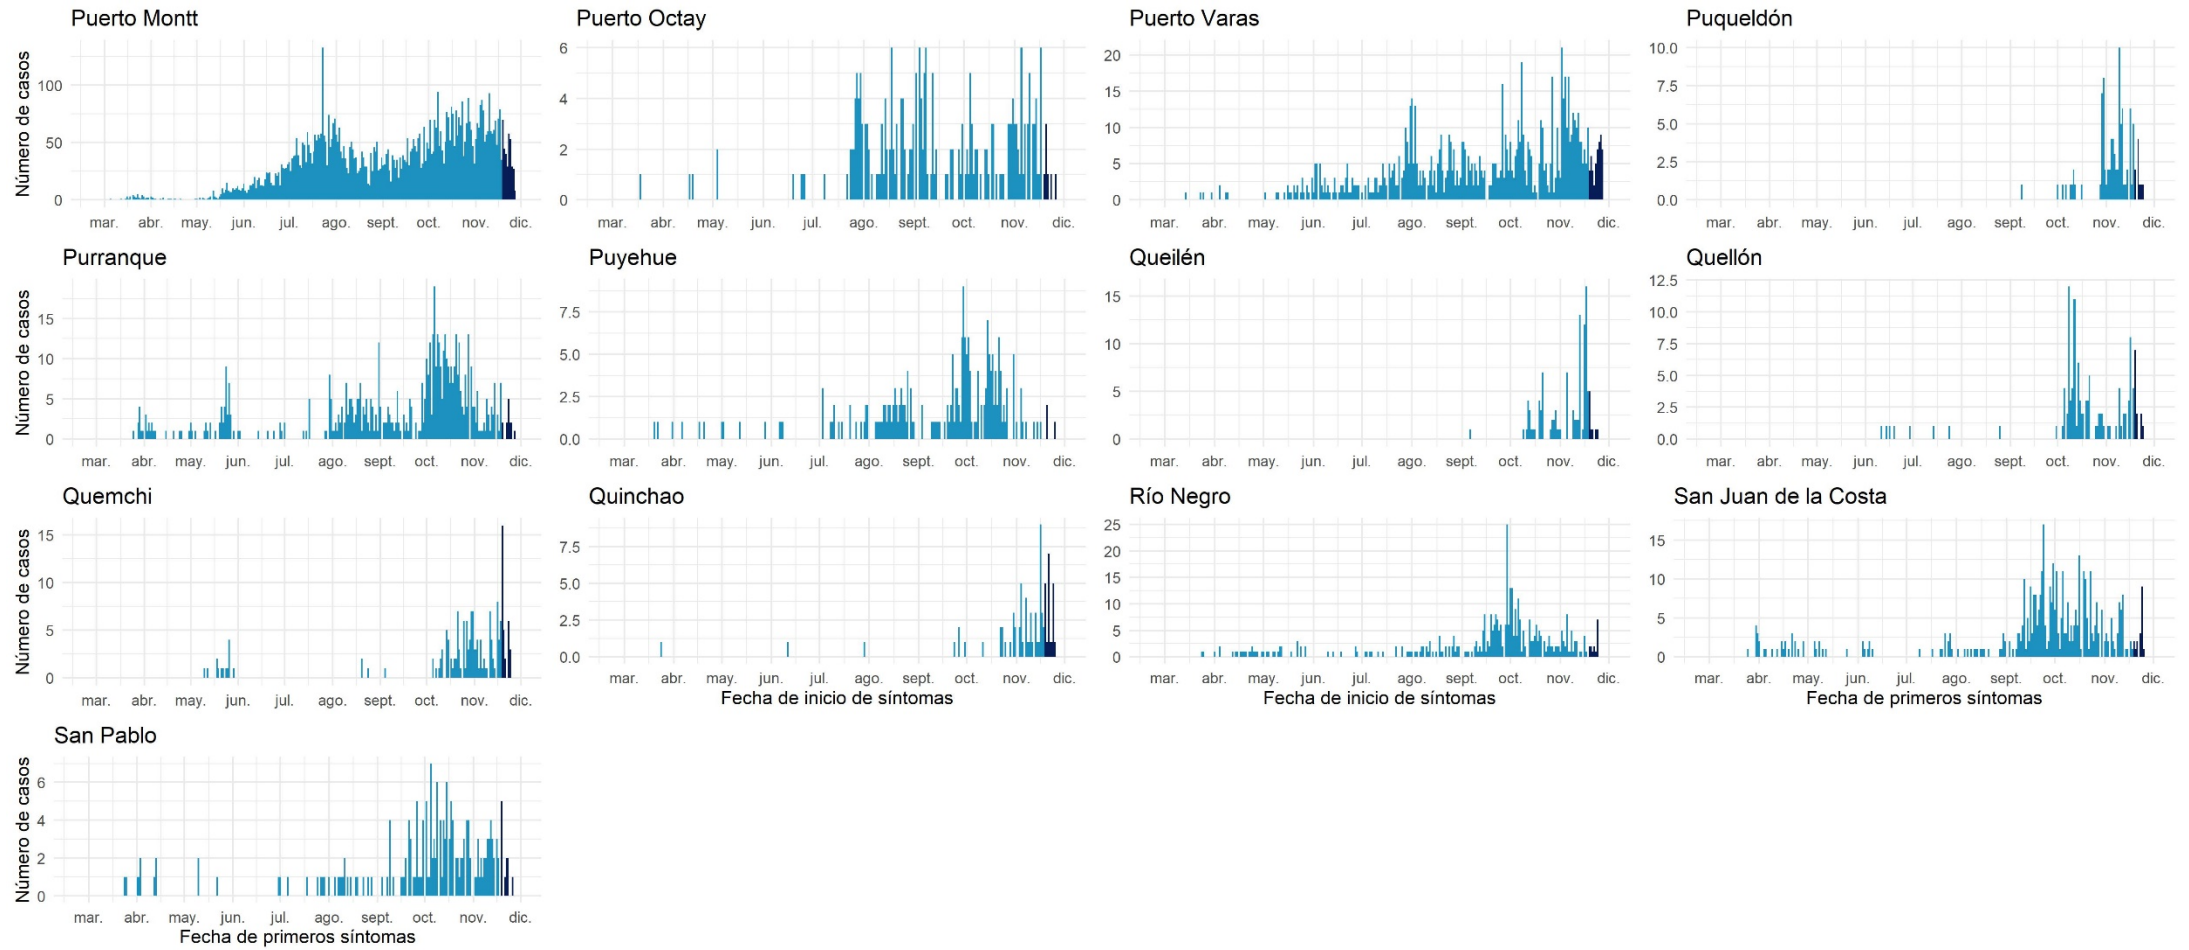 Puerto Montt
Número de casos
100
50
0
mar. abr. may. jun. jul. ago. sept. oct. nov. dic.
Puerto Octay
6
4
2
0
mar. abr. may. jun. jul. ago. sept. oct. nov. dic.
Puerto Varas
20
15
10
5
0
mar. abr. may. jun. jul. ago. sept. oct. nov. dic.
Puqueldón
10.0
7.5
5.0
2.5
0.0
mar. abr. may. jun. jul. ago. sept. oct. nov. dic.
Purranque
Número de casos
15
10
5
0
mar. abr. may. jun. jul. ago. sept. oct. nov. dic.
Puyehue
7.5
5.0
2.5
0.0
mar. abr. may. jun. jul. ago. sept. oct. nov. dic.
Queilén
15
10
5
0
mar. abr. may. jun. jul. ago. sept. oct. nov. dic.
Quellón
12.5
10.0
7.5
5.0
2.5
0.0
mar. abr. may. jun. jul. ago. sept. oct. nov. dic.
Quemchi
Número de casos
15
10
5
0
mar. abr. may. jun. jul. ago. sept. oct. nov. dic.
Quinchao
7.5
5.0
2.5
0.0
mar. abr. may. jun. jul. ago. sept. oct. nov. dic.
Fecha de inicio de síntomas
Río Negro
25
20
15
10
5
0
mar. abr. may. jun. jul. ago. sept. oct. nov. dic.
Fecha de inicio de síntomas
San Juan de la Costa
15
10
5
0
mar. abr. may. jun. jul. ago. sept. oct. nov. dic.
Fecha de primeros síntomas
San Pablo
Número de casos
6
4
2
0
mar. abr. may. jun. jul. ago. sept. oct. nov. dic.
Fecha de primeros síntomas